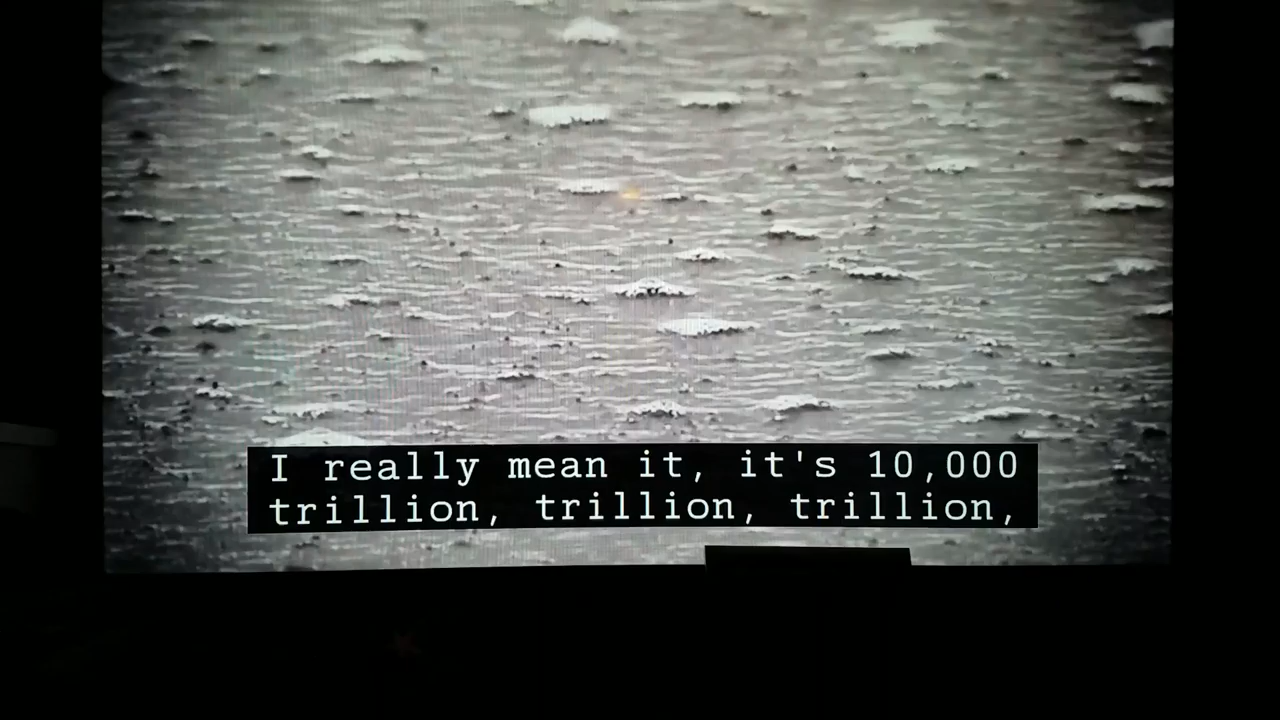 I really mean it, it's 10,000
trillion, trillion, trillion,